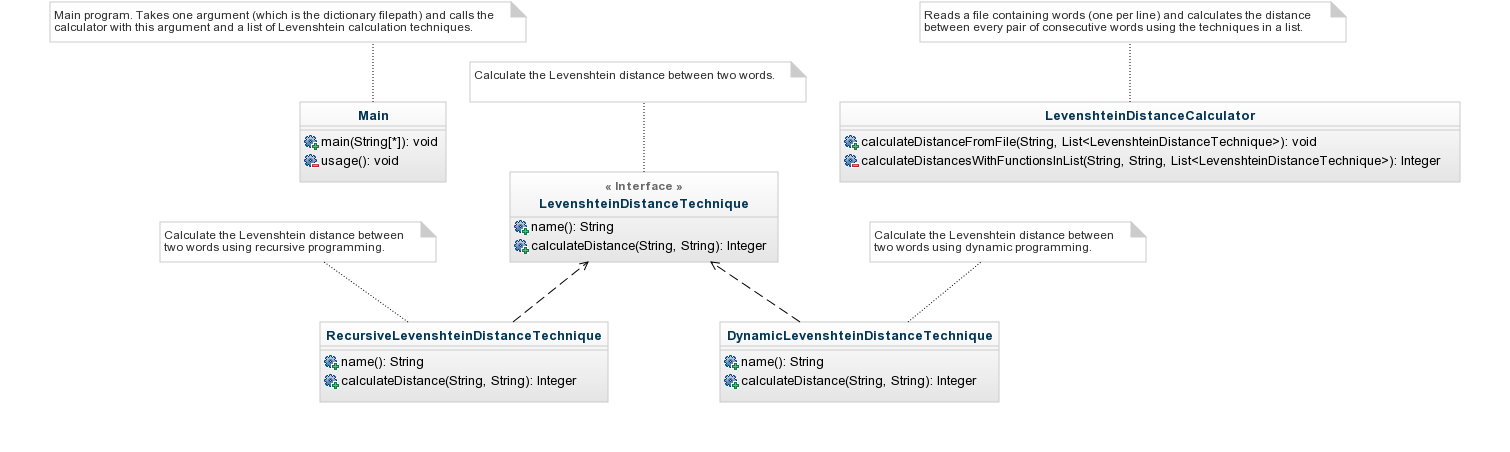 Main program. Takes one argument (which is the dictionary filepath) and calls the
calculator with this argument and a list of Levenshtein calculation techniques.
Reads a file containing words (one per line) and calculates the distance
between every pair of consecutive words using the techniques in a list.
Calculate the Levenshtein distance between two words.
Main
main(String[*]): void
usage(): void
LevenshteinDistanceCalculator
calculateDistanceFromFile(String, List<LevenshteinDistanceTechnique>): void
calculateDistancesWithFunctionsInList(String, String, List<LevenshteinDistanceTechnique>): Integer
« Interface »
LevenshteinDistanceTechnique
name(): String
calculateDistance(String, String): Integer
Calculate the Levenshtein distance between
two words using recursive programming.
Calculate the Levenshtein distance between
two words using dynamic programming.
RecursiveLevenshteinDistanceTechnique
name(): String
calculateDistance(String, String): Integer
DynamicLevenshteinDistanceTechnique
name(): String
calculateDistance(String, String): Integer